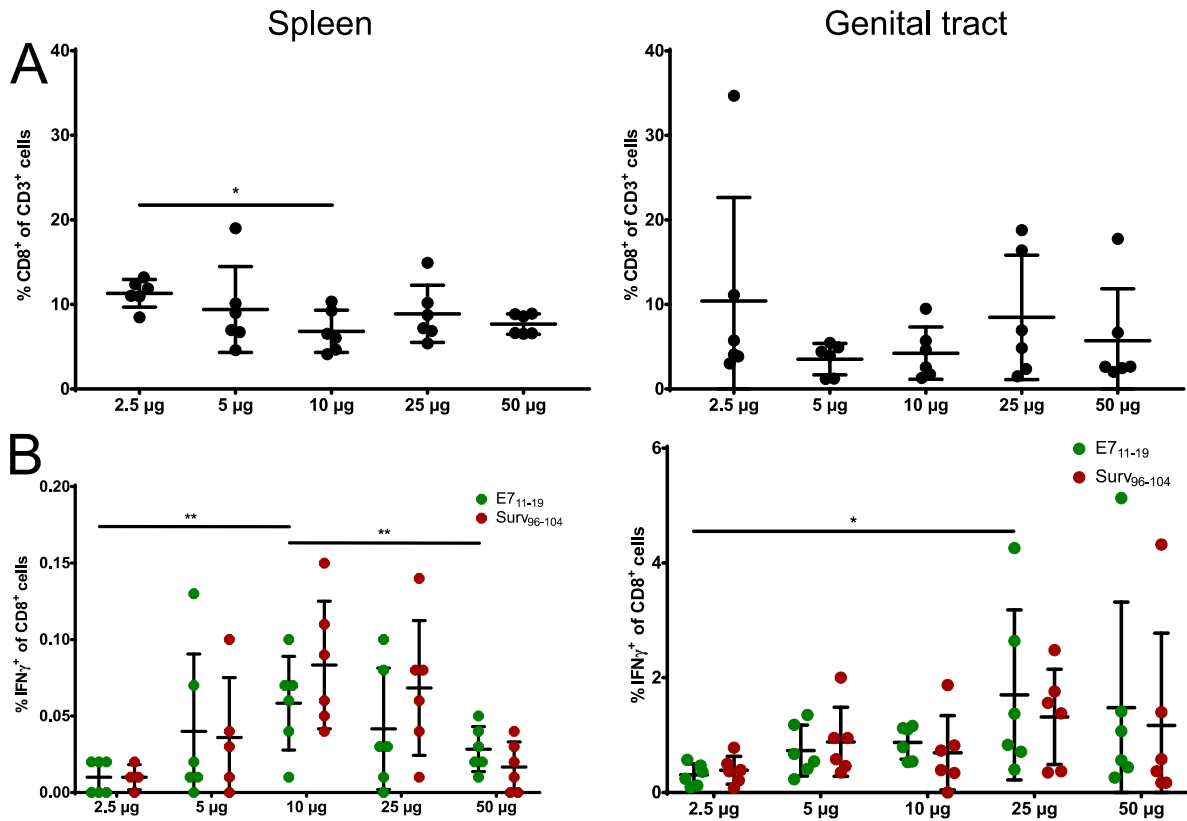 Spleen
Genital tract
A
% CD8⁺ of CD3⁺ cells
40
30
20
10
0
*
2.5 µg 5 µg 10 µg 25 µg 50 µg
% CD8⁺ of CD3⁺ cells
40
30
20
10
0
2.5 µg 5 µg 10 µg 25 µg 50 µg
B
% IFNγ⁺ of CD8⁺ cells
0.20
0.15
0.10
0.05
0.00
E7₁₁₋₁₉
Surv₉₆₋₁₀₄
** **
2.5 µg 5 µg 10 µg 25 µg 50 µg
% IFNγ⁺ of CD8⁺ cells
6
4
2
0
E7₁₁₋₁₉
Surv₉₆₋₁₀₄
*
2.5 µg 5 µg 10 µg 25 µg 50 µg